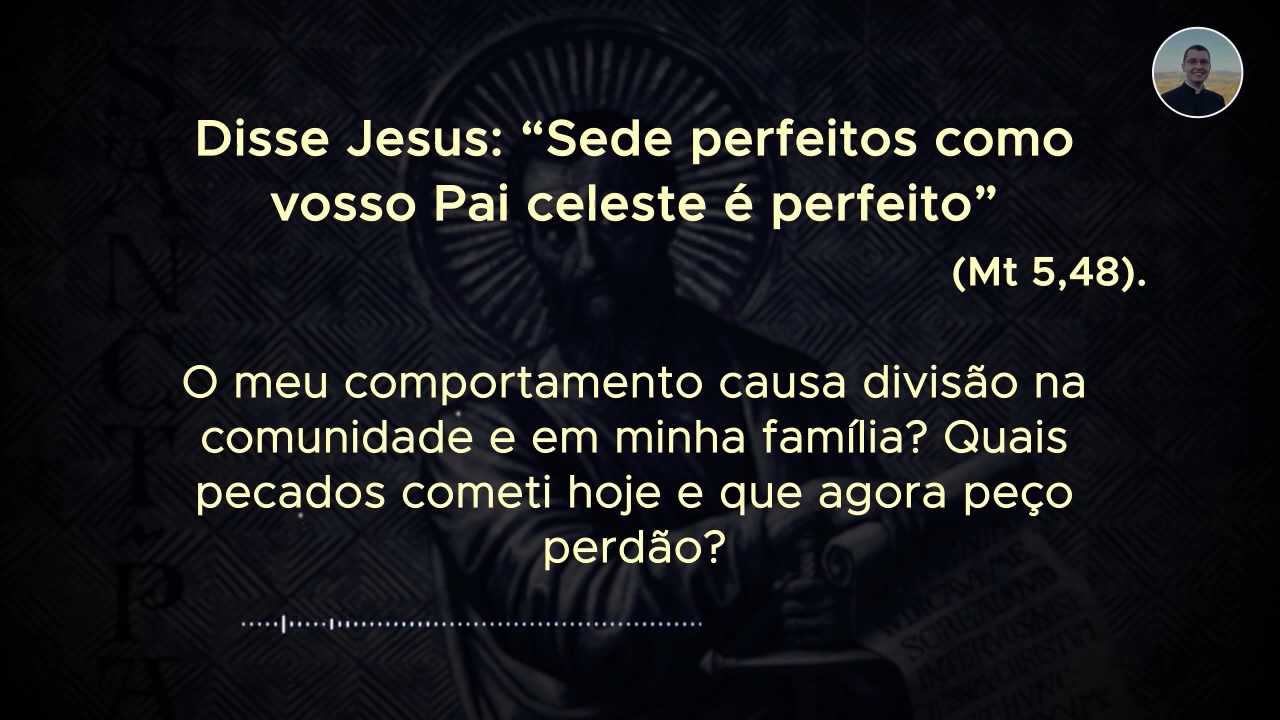 Disse Jesus: “Sede perfeitos como
vosso Pai celeste é perfeito”
(Mt 5,48).
O meu comportamento causa divisão na
comunidade e em minha família? Quais
pecados cometi hoje e que agora peço
perdão?